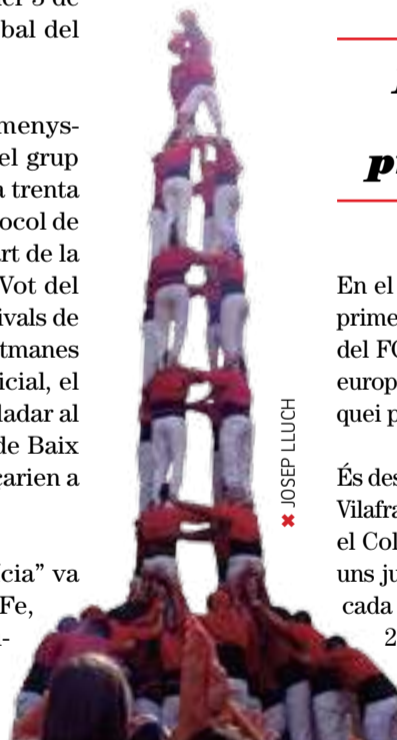 bal del
menys-
el grup
a trenta
ocol de
rt de la
Vot del
ivals de
tmanes
icial, el
ladar al
de Baix
carien a
cia” va
Fe,
JOSEP LLUCH
En el
prime
del FC
europ
quei p
És des
Vilafra
el Col
uns ju
cada
2